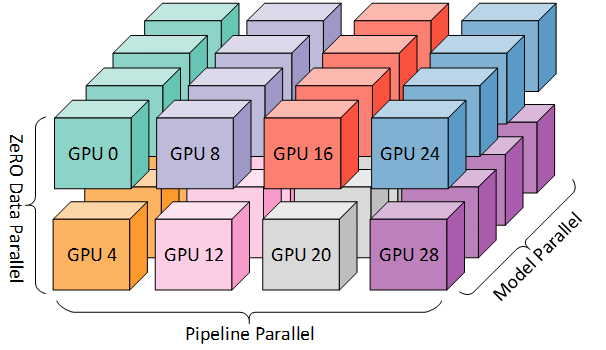 GPU 0
GPU 8
GPU 16
GPU 24
ZeRO Data Parallel
GPU 4
GPU 12
GPU 20
GPU 28
Model Parallel
Pipeline Parallel